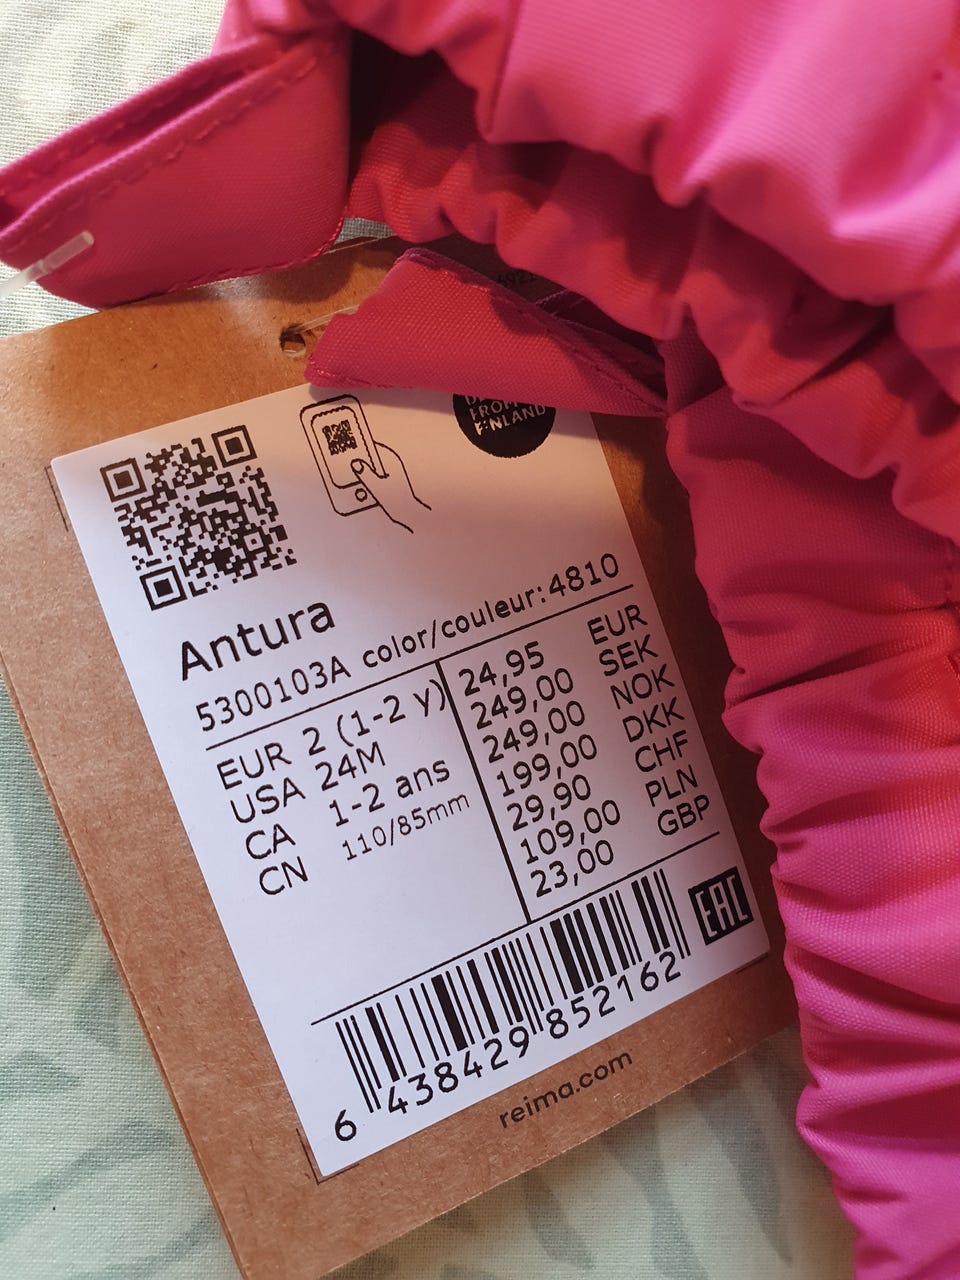 FROM
FINLAND
Antura
5300103A color/couleur:4810
EUR 2 (1-2 y)
USA 24M
CA 1-2 ans
CN 110/85mm
24,95 EUR
249,00 SEK
249,00 NOK
199,00 DKK
29,90 CHF
109,00 PLN
23,00 GBP
EAC
6 438429 852162
reima.com